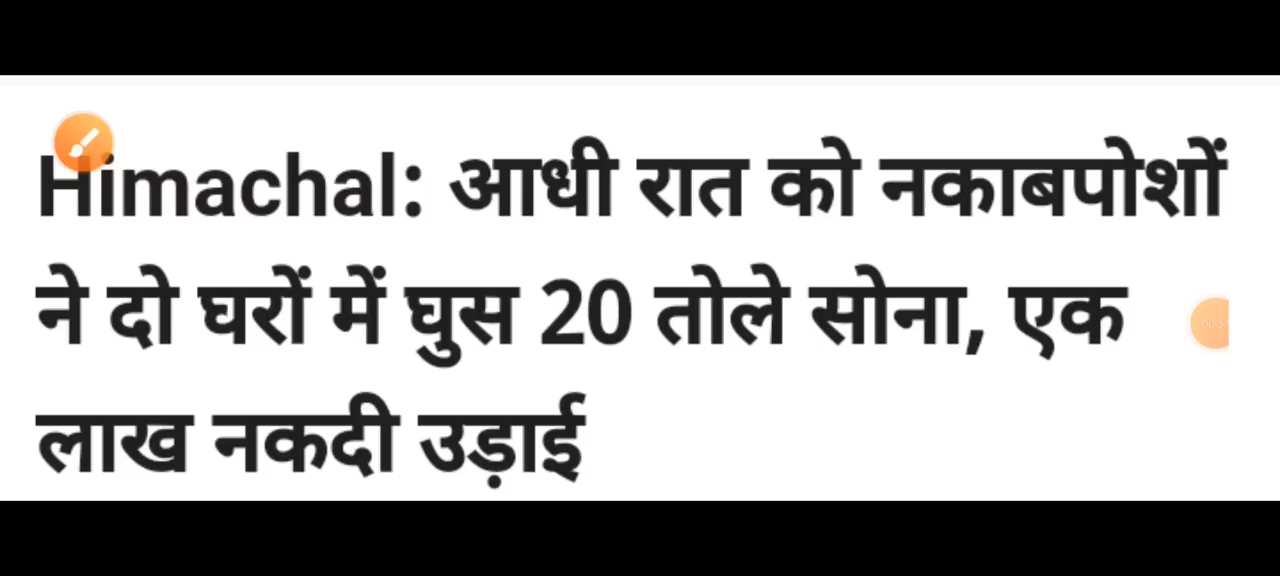 Himachal: आधी रात को नकाबपोशों
ने दो घरों में घुस 20 तोले सोना, एक
लाख नकदी उड़ाई